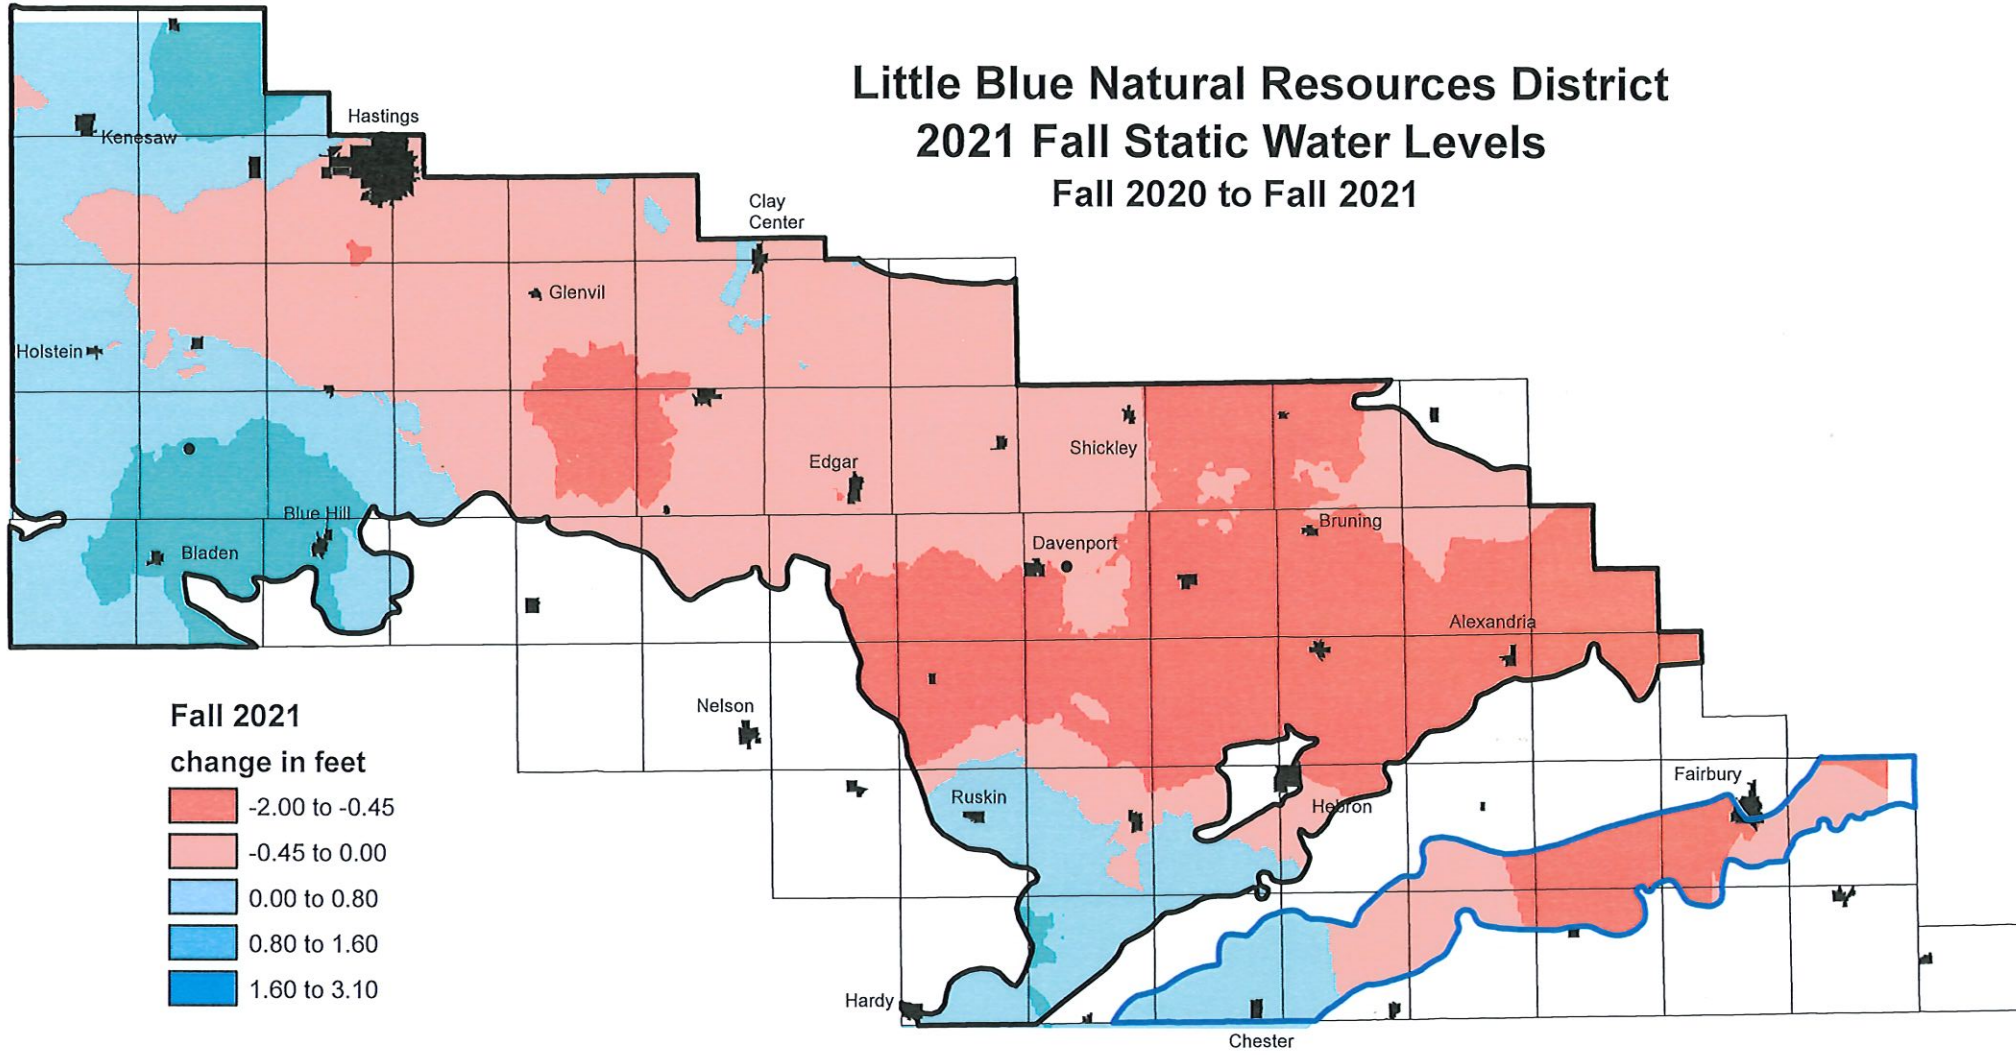 Little Blue Natural Resources District
2021 Fall Static Water Levels
Fall 2020 to Fall 2021
Hastings
Kenesaw
Clay
Center
Glenvil
Holstein
Edgar
Shickley
Blue Hill
Bladen
Bruning
Davenport
Alexandria
Nelson
Ruskin
Hebron
Fairbury
Hardy
Chester
Fall 2021
change in feet
-2.00 to -0.45
-0.45 to 0.00
0.00 to 0.80
0.80 to 1.60
1.60 to 3.10